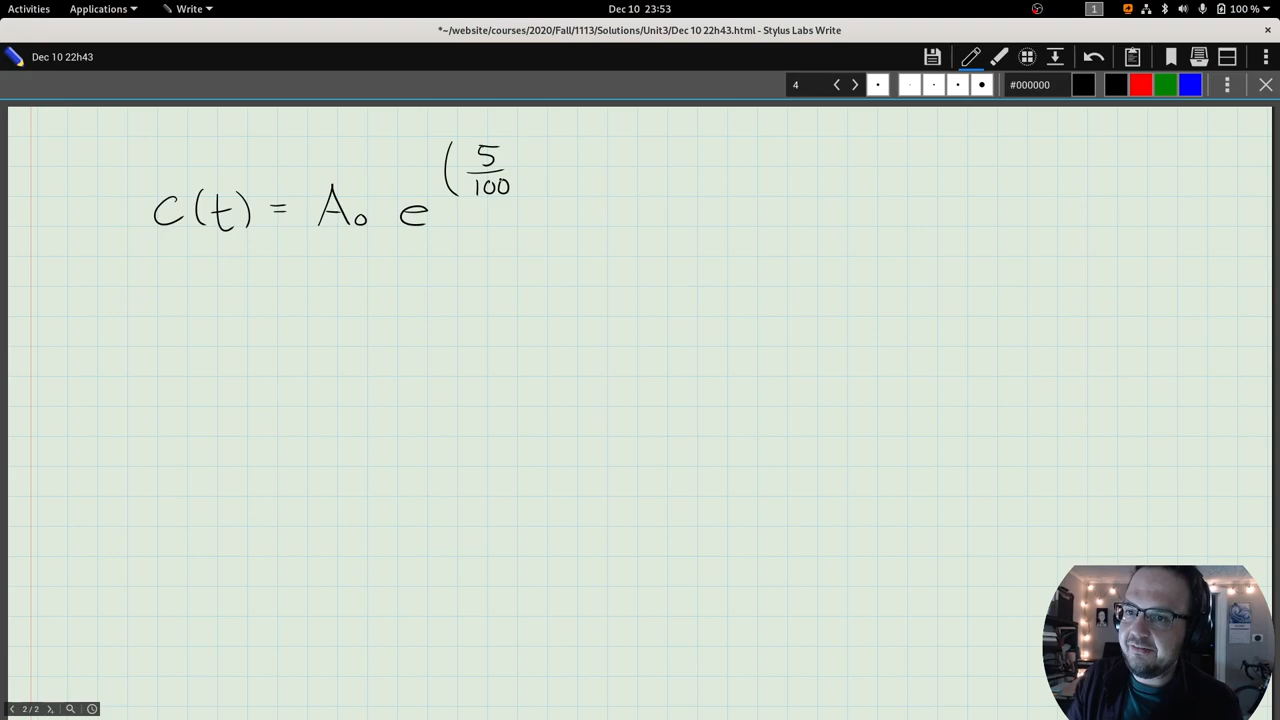 Activities Applications Write Dec 10 23:53 1 100 %
*~/website/courses/2020/Fall/1113/Solutions/Unit3/Dec 10 22h43.html - Stylus Labs Write
Dec 10 22h43
4 #000000
C(t) = A₀ e^(5/100
2 / 2